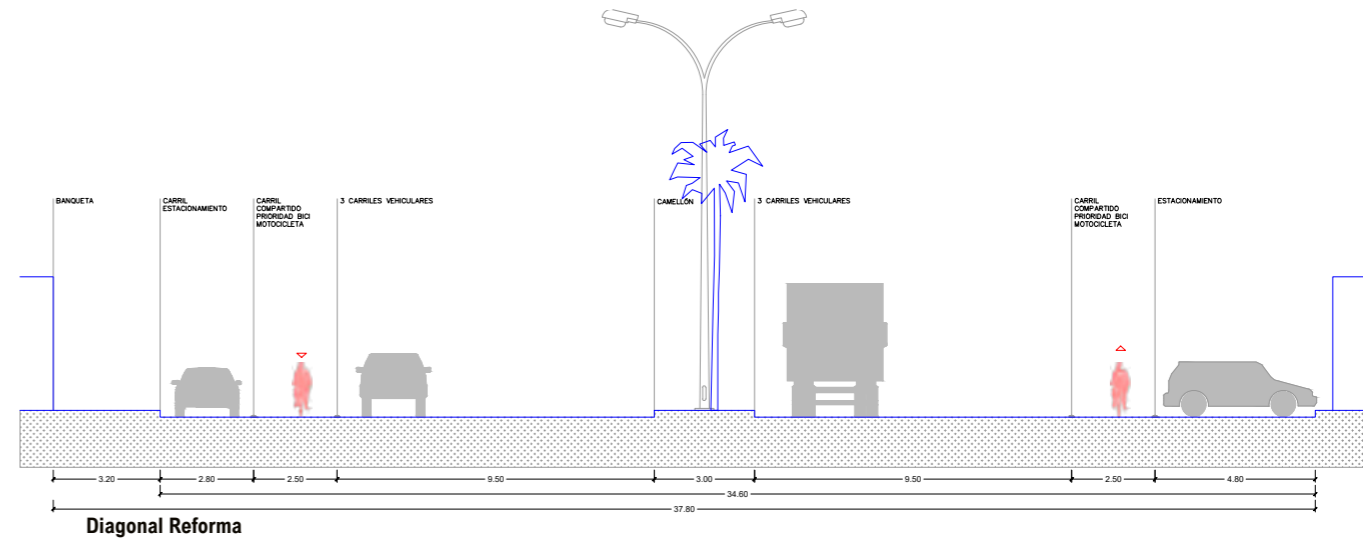 BANQUETA
CARRIL
ESTACIONAMIENTO
CARRIL
COMPARTIDO
PRIORIDAD BICI
MOTOCICLETA
3 CARRILES VEHICULARES
CAMELLÓN
3 CARRILES VEHICULARES
CARRIL
COMPARTIDO
PRIORIDAD BICI
MOTOCICLETA
ESTACIONAMIENTO
3.20
2.80
2.50
9.50
3.00
9.50
2.50
4.80
34.60
37.80
Diagonal Reforma